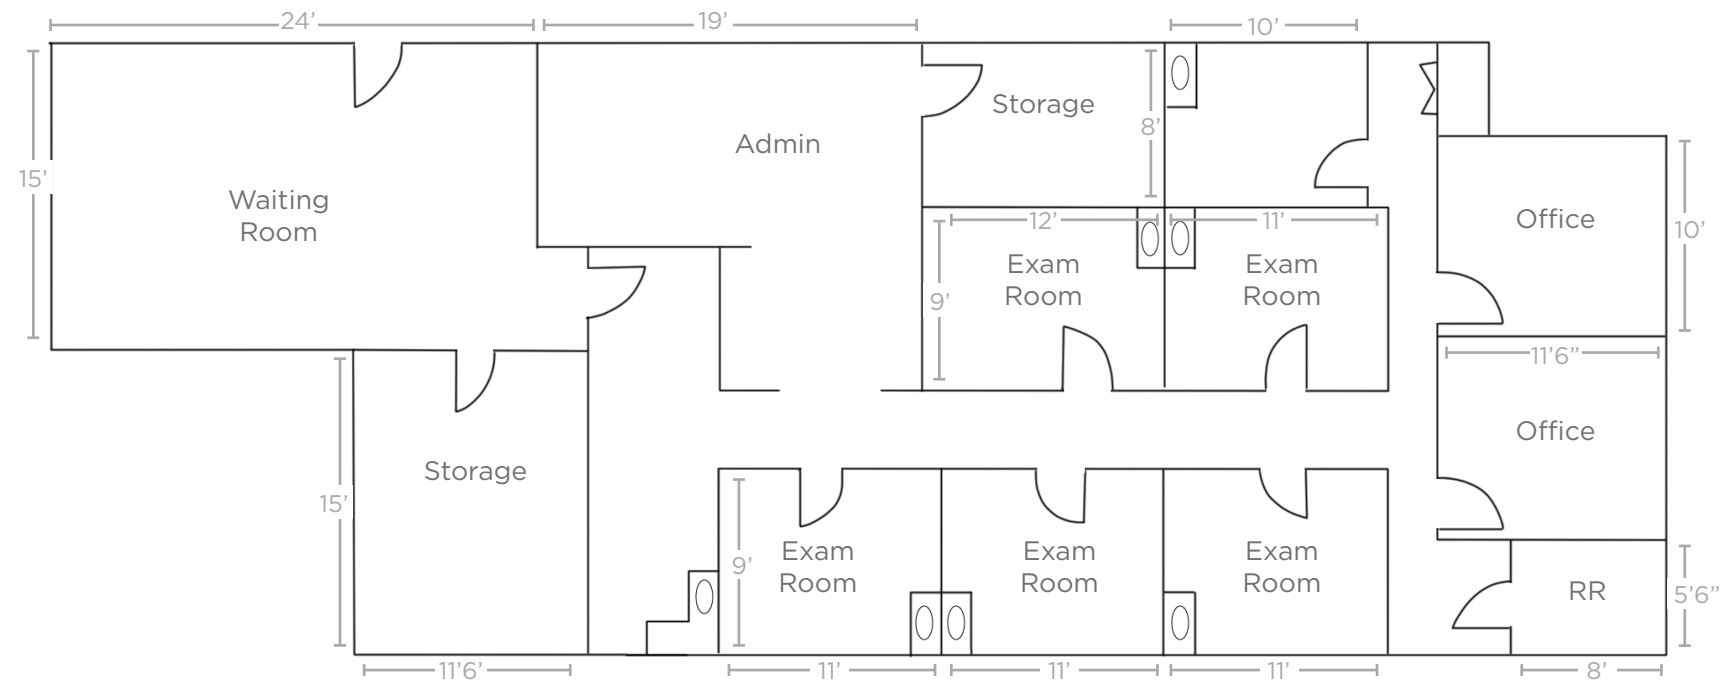 24’
19’
10’
Storage
8’
Admin
15’
Waiting
Room
Office
10’
12’
11’
Exam
Room
Exam
Room
9’
11’6”
Office
Storage
15’
9’
Exam
Room
Exam
Room
Exam
Room
RR
5’6”
11’6’
11’
11’
11’
8’